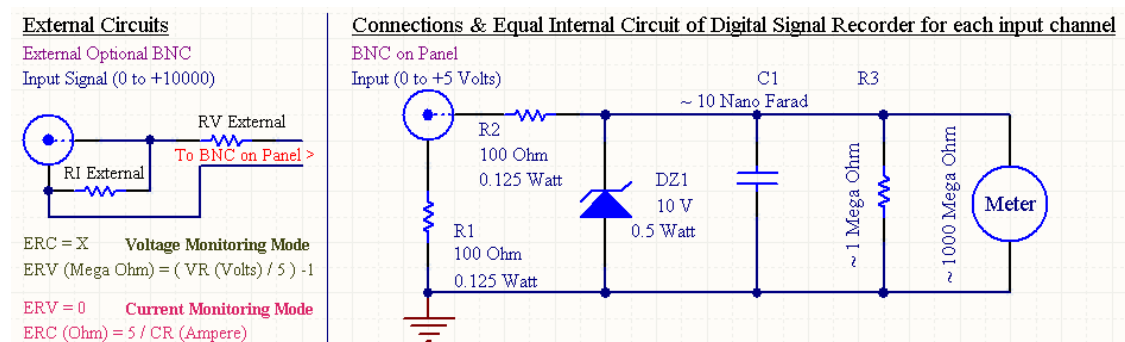 External Circuits
External Optional BNC
Input Signal (0 to +10000)
RV External
To BNC on Panel >
RI External
ERC = X Voltage Monitoring Mode
ERV (Mega Ohm) = ( VR (Volts) / 5 ) -1
ERV = 0 Current Monitoring Mode
ERC (Ohm) = 5 / CR (Ampere)
Connections & Equal Internal Circuit of Digital Signal Recorder for each input channel
BNC on Panel
Input (0 to +5 Volts)
C1
~ 10 Nano Farad
R3
R2
100 Ohm
0.125 Watt
DZ1
10 V
0.5 Watt
R1
100 Ohm
0.125 Watt
~ 1 Mega Ohm
~ 1000 Mega Ohm
Meter